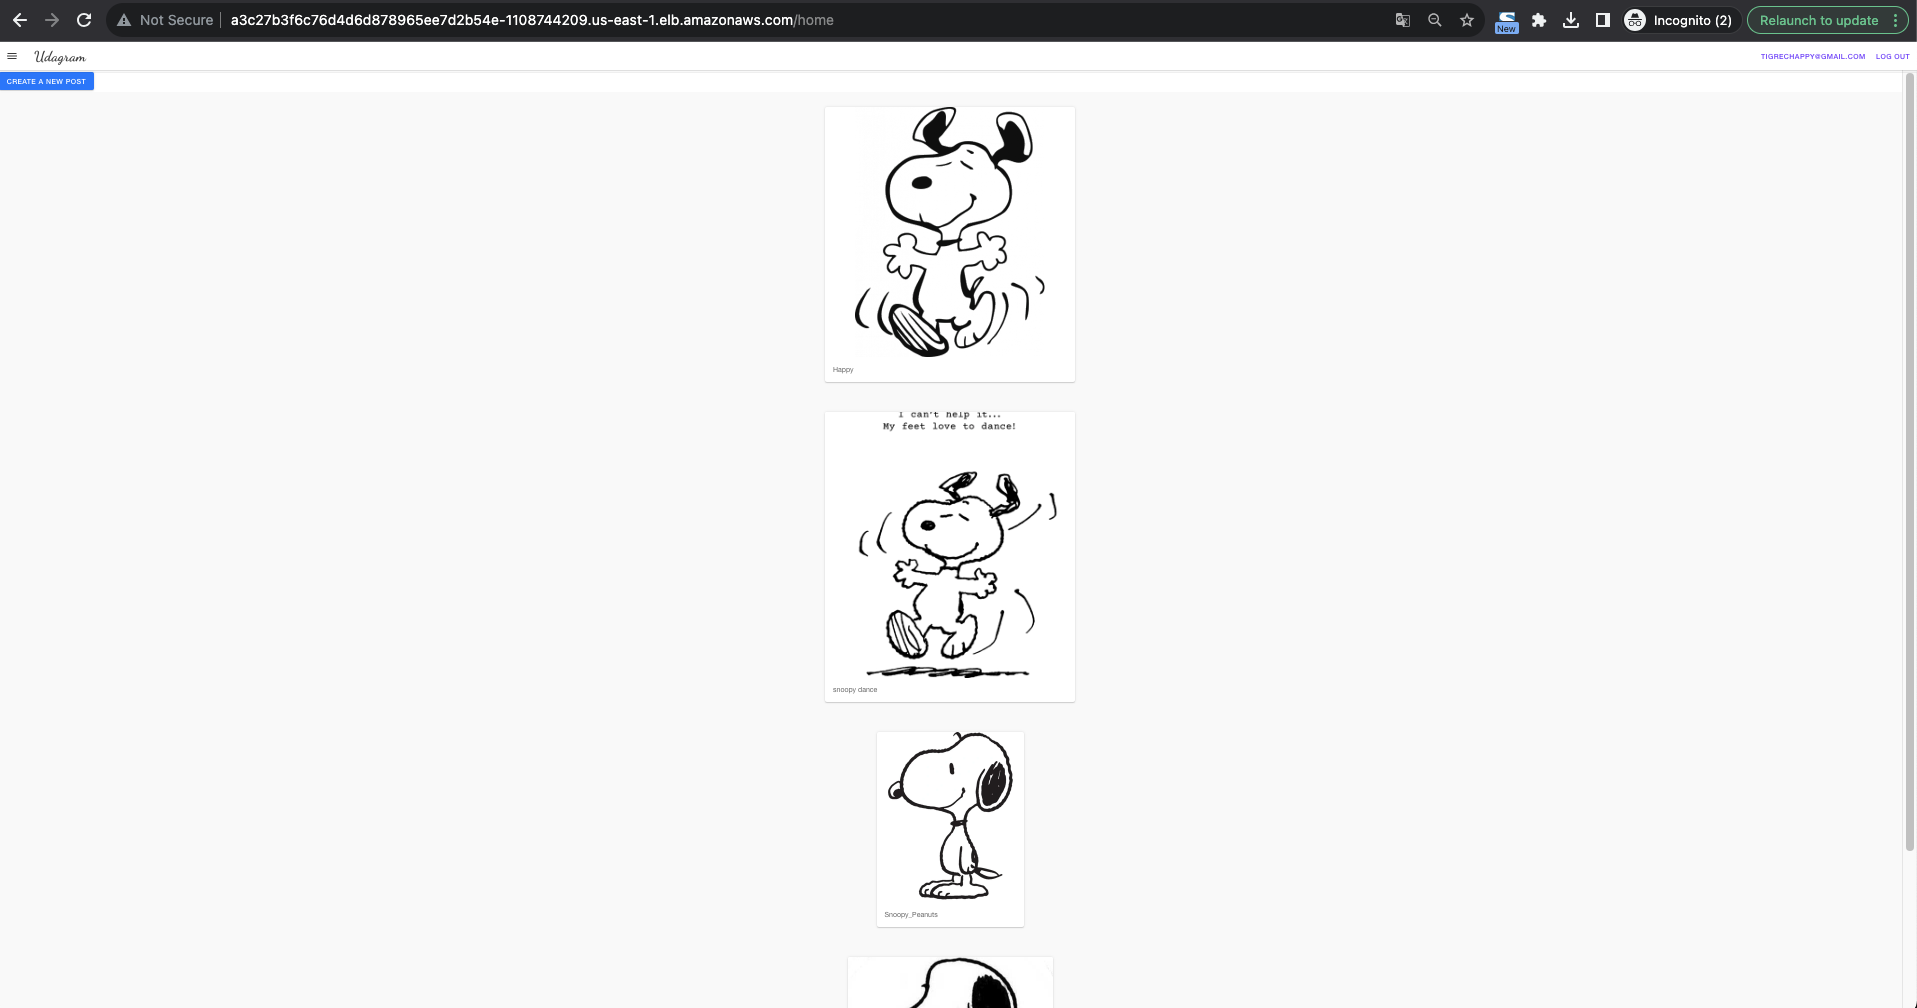 Not Secure a3c27b3f6c76d4d6d878965ee7d2b54e-1108744209.us-east-1.elb.amazonaws.com/home New Incognito (2) Relaunch to update
Udagram TIGRECHAPPY@GMAIL.COM LOG OUT
CREATE A NEW POST
Happy
I can't help it...
My feet love to dance!
snoopy dance
Snoopy_Peanuts